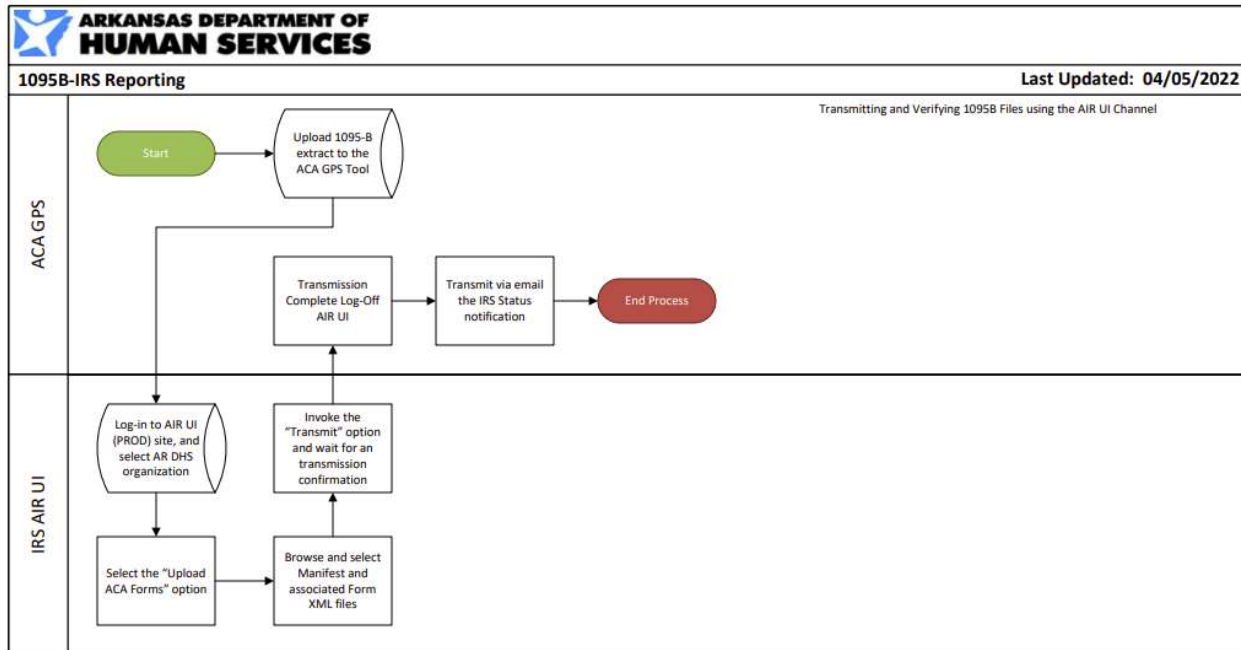 ARKANSAS DEPARTMENT OF
HUMAN SERVICES
1095B-IRS Reporting
Last Updated: 04/05/2022
Transmitting and Verifying 1095B Files using the AIR UI Channel
ACA GPS
Start
Upload 1095-B
extract to the
ACA GPS Tool
Transmission
Complete Log-Off
AIR UI
Transmit via email
the IRS Status
notification
End Process
IRS AIR UI
Log-in to AIR UI
(PROD) site, and
select AR DHS
organization
Invoke the
“Transmit” option
and wait for an
transmission
confirmation
Select the “Upload
ACA Forms” option
Browse and select
Manifest and
associated Form
XML files